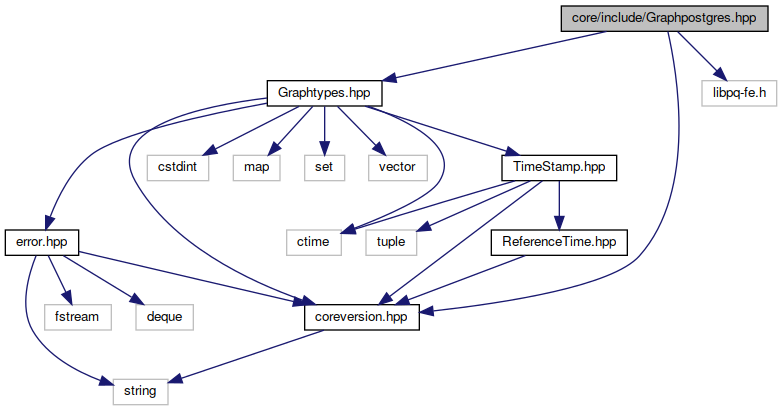 core/include/Graphpostgres.hpp
Graphtypes.hpp
libpq-fe.h
cstdint
map
set
vector
TimeStamp.hpp
error.hpp
ctime
tuple
ReferenceTime.hpp
fstream
deque
coreversion.hpp
string